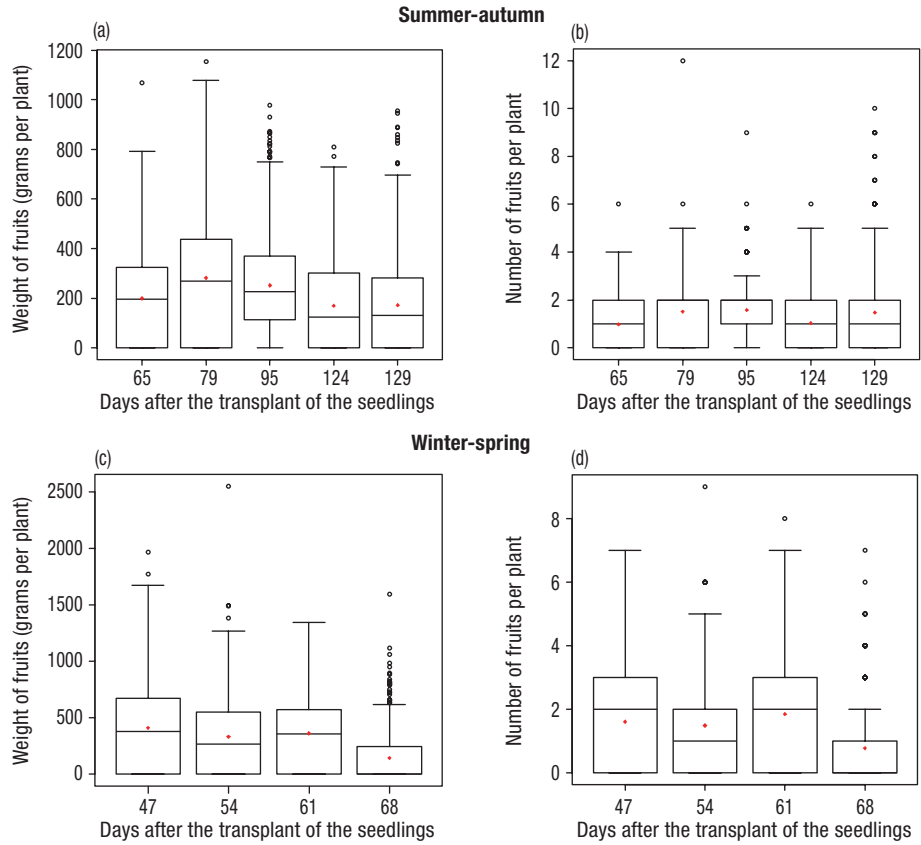 Summer-autumn
(a)
Weight of fruits (grams per plant)
1200
1000
800
600
400
200
0
65 79 95 124 129
Days after the transplant of the seedlings
(b)
Number of fruits per plant
12
10
8
6
4
2
0
65 79 95 124 129
Days after the transplant of the seedlings
Winter-spring
(c)
Weight of fruits (grams per plant)
2500
2000
1500
1000
500
0
47 54 61 68
Days after the transplant of the seedlings
(d)
Number of fruits per plant
8
6
4
2
0
47 54 61 68
Days after the transplant of the seedlings